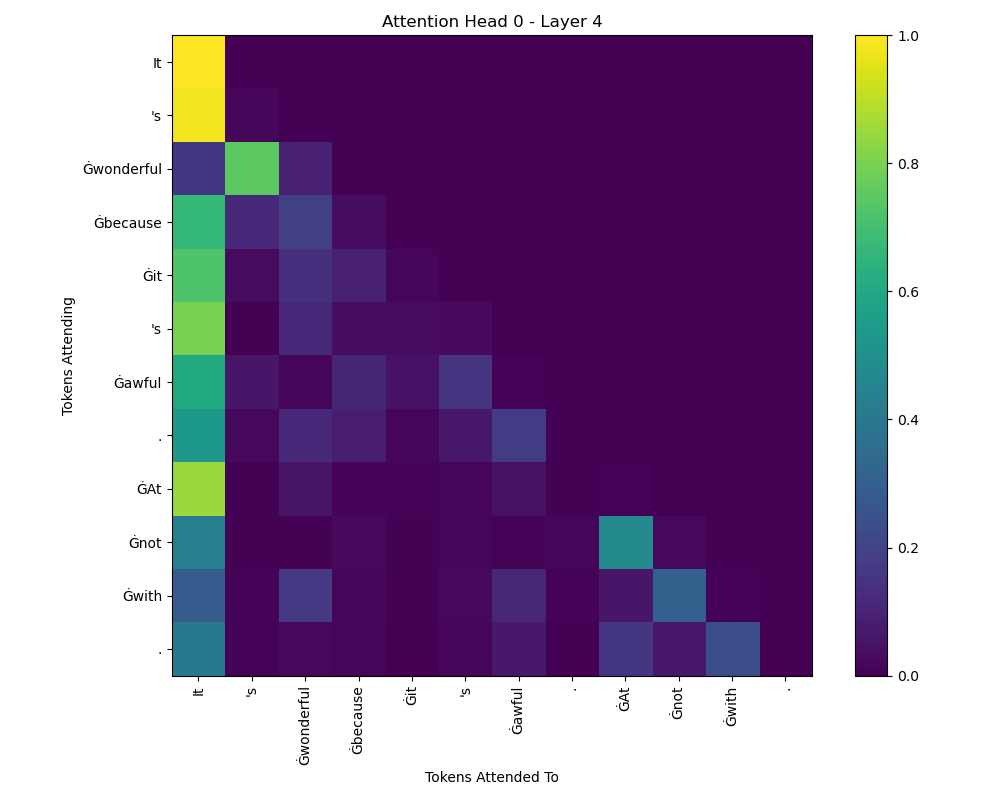 Attention Head 0 - Layer 4
Tokens Attending
It
's
Ġwonderful
Ġbecause
Ġit
's
Ġawful
.
ĠAt
Ġnot
Ġwith
.
It
's
Ġwonderful
Ġbecause
Ġit
's
Ġawful
.
ĠAt
Ġnot
Ġwith
.
Tokens Attended To
1.0
0.8
0.6
0.4
0.2
0.0